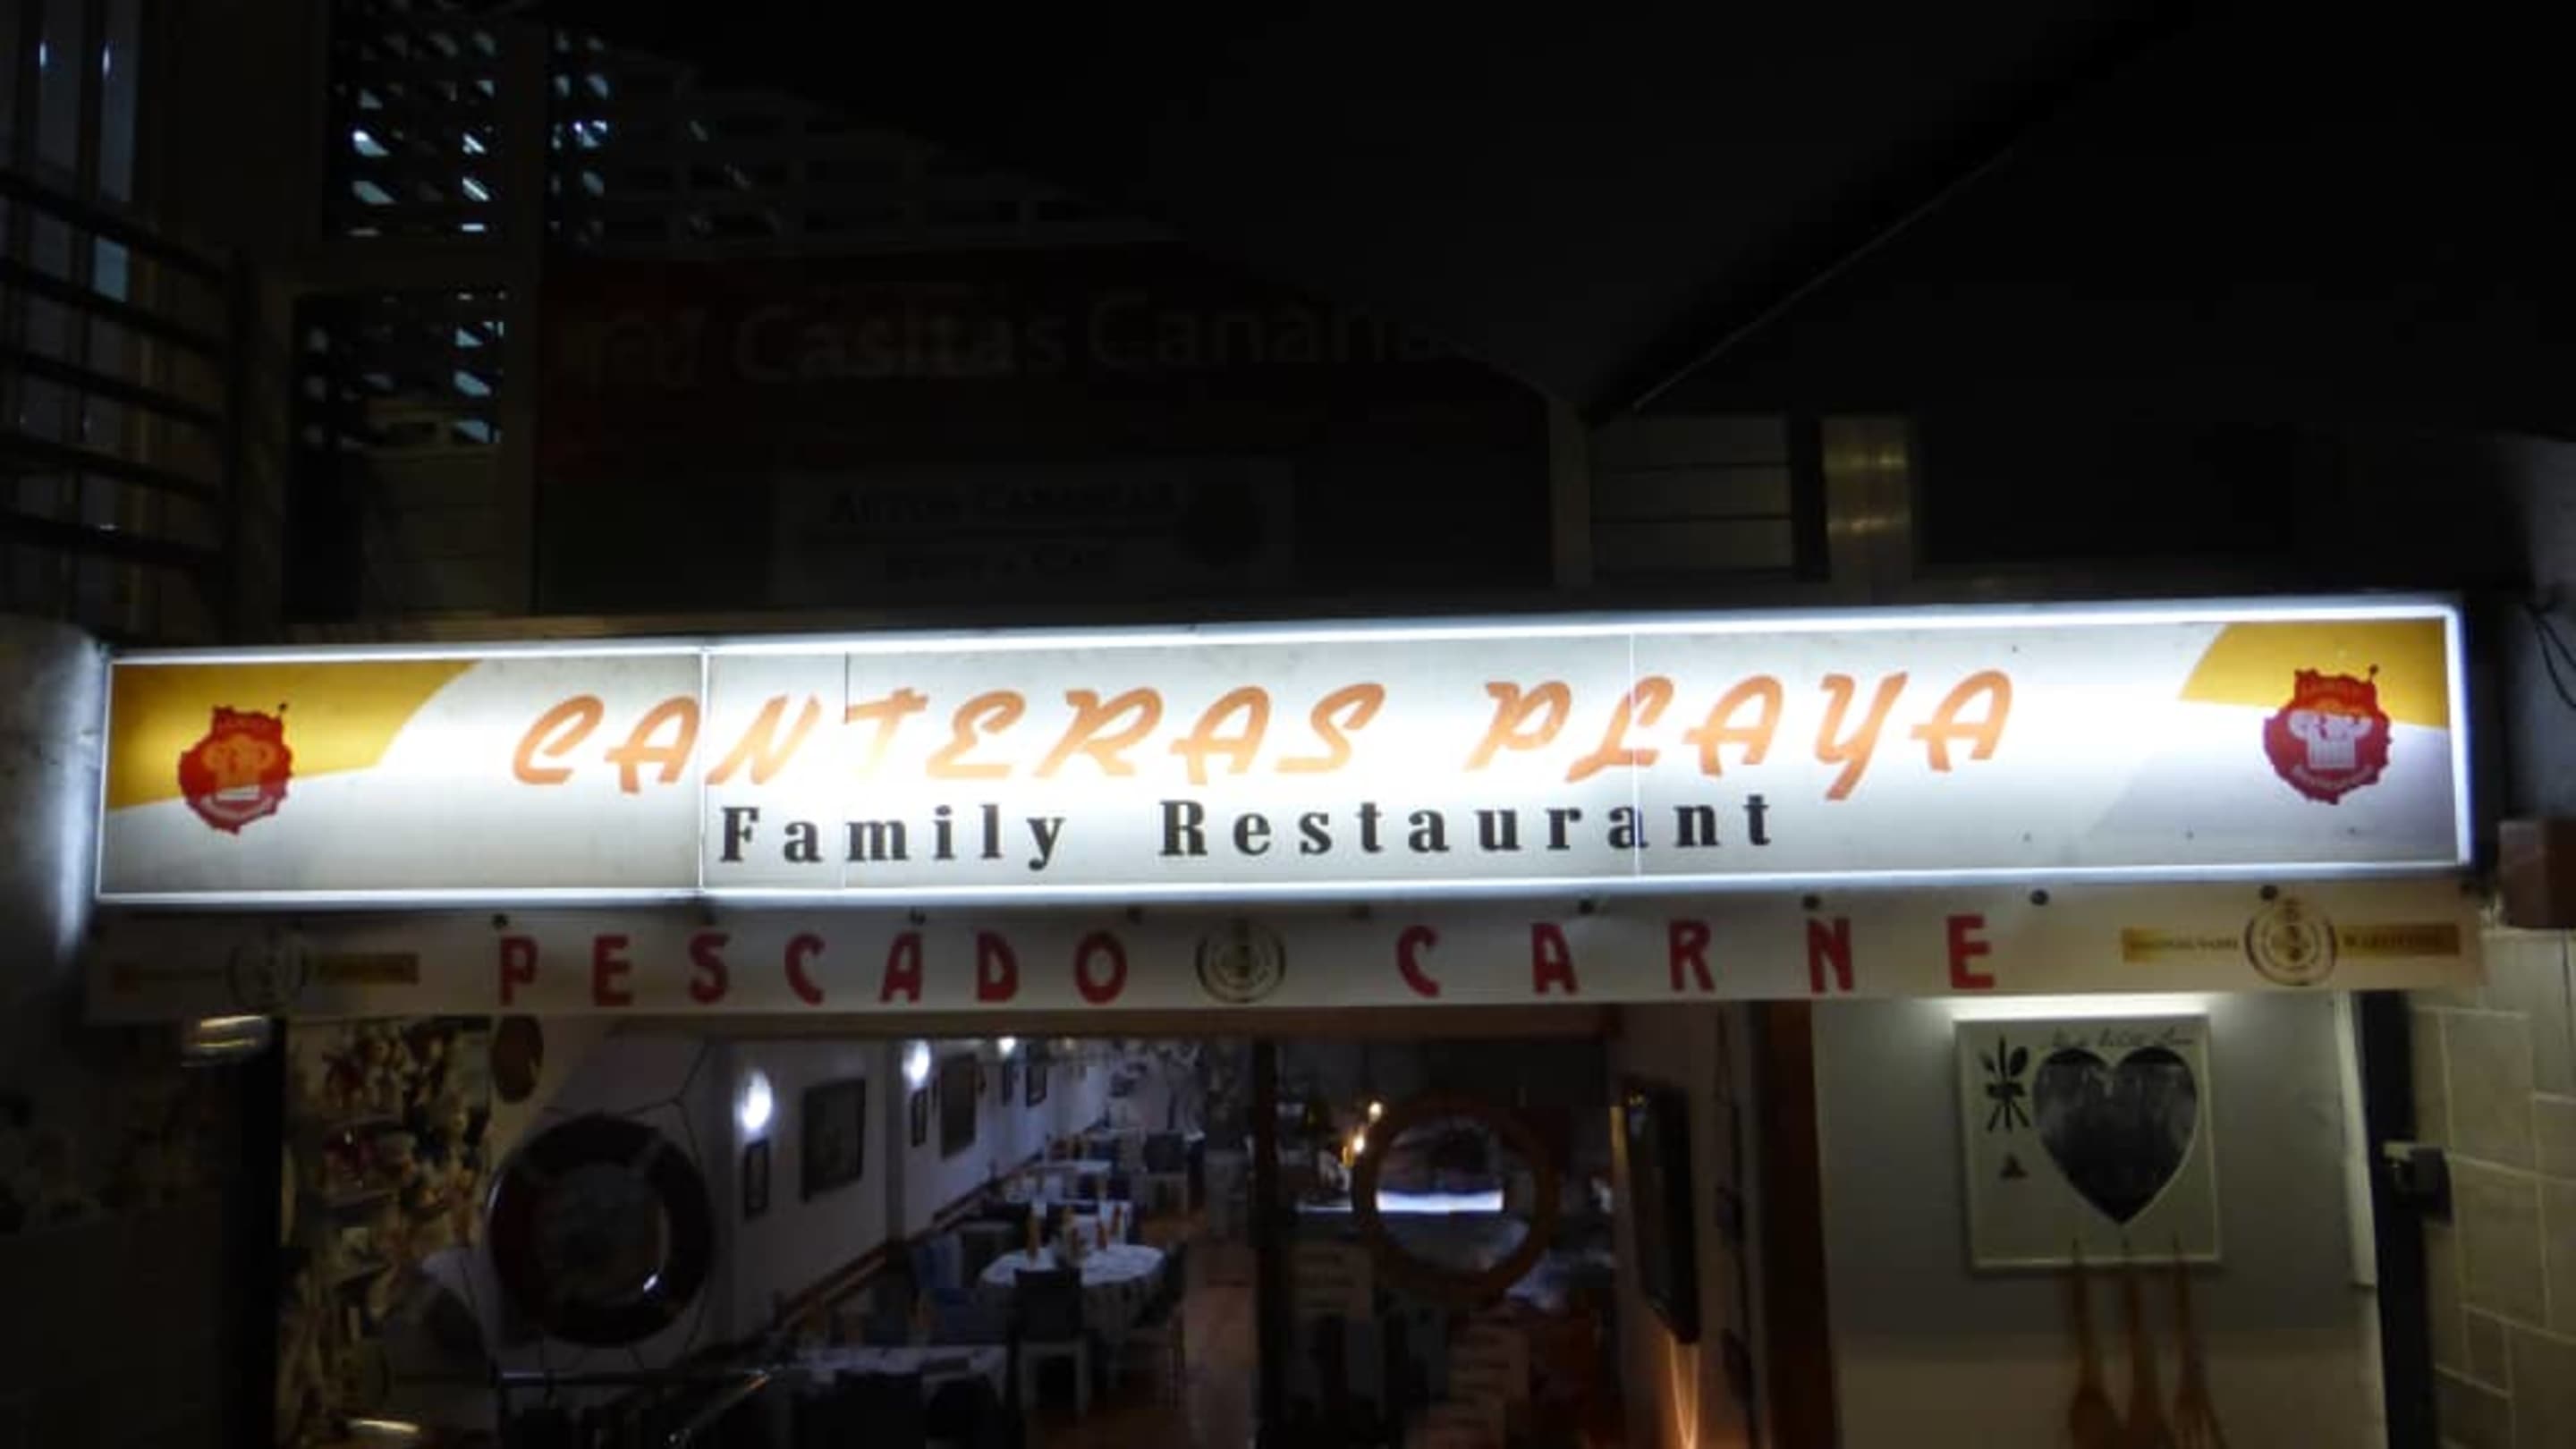 Casitas Canarias
CANTERAS PLAYA
Family Restaurant
PESCADO CARNE